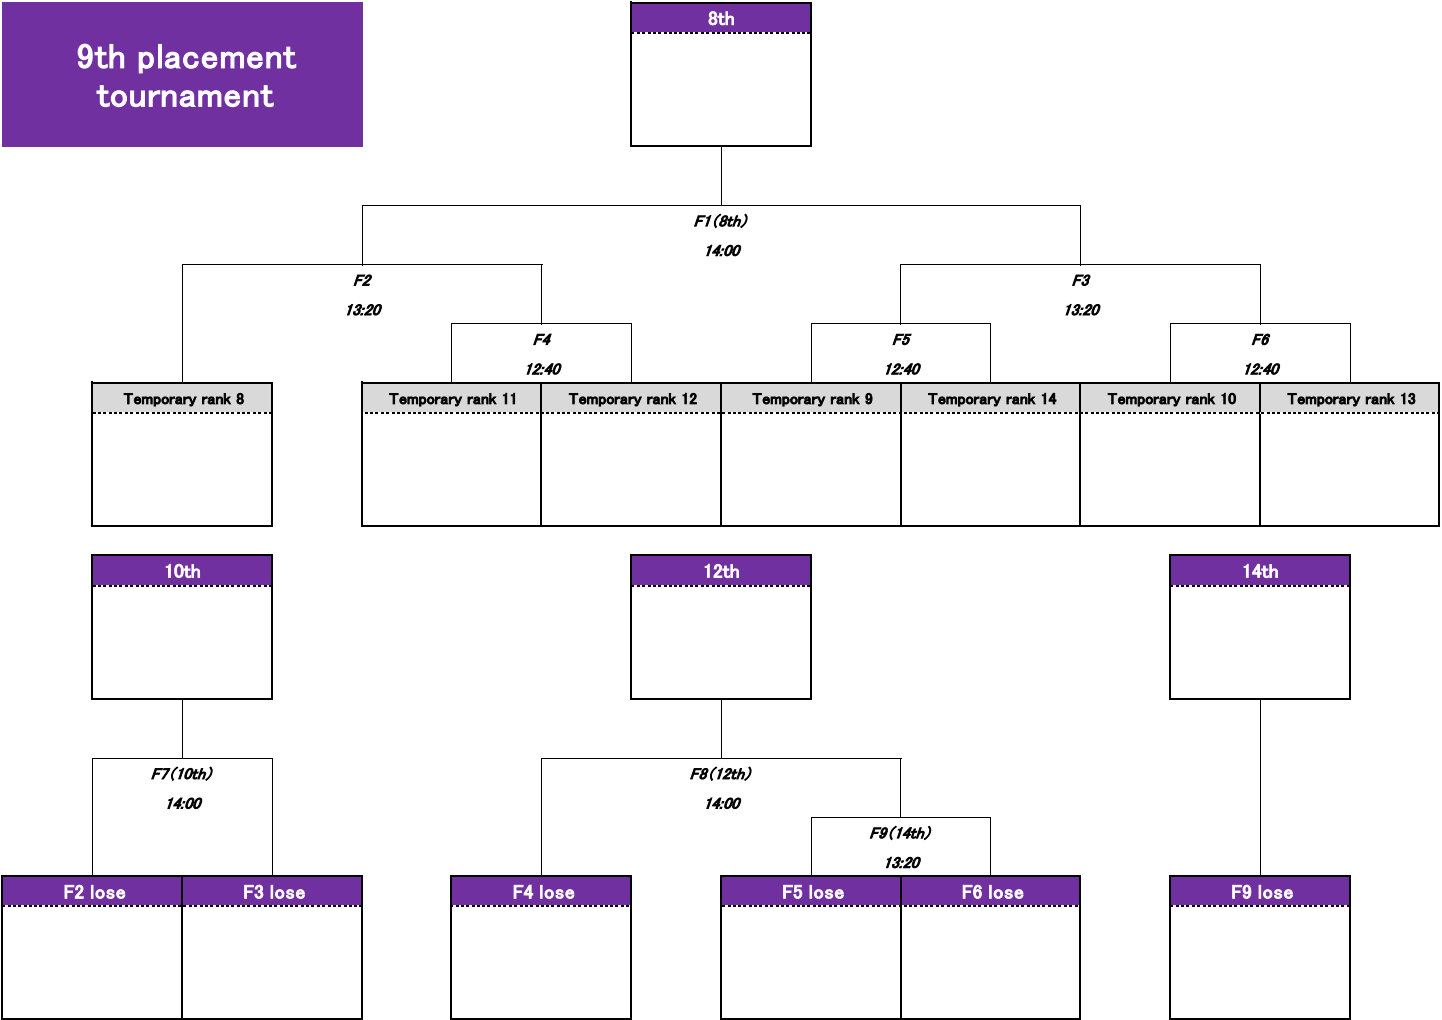 9th placement
tournament
8th
F1(8th)
14:00
F2
F3
13:20
13:20
F4
F5
F6
12:40
12:40
12:40
Temporary rank 8
Temporary rank 11
Temporary rank 12
Temporary rank 9
Temporary rank 14
Temporary rank 10
Temporary rank 13
10th
12th
14th
F7(10th)
F8(12th)
14:00
14:00
F9(14th)
13:20
F2 lose
F3 lose
F4 lose
F5 lose
F6 lose
F9 lose